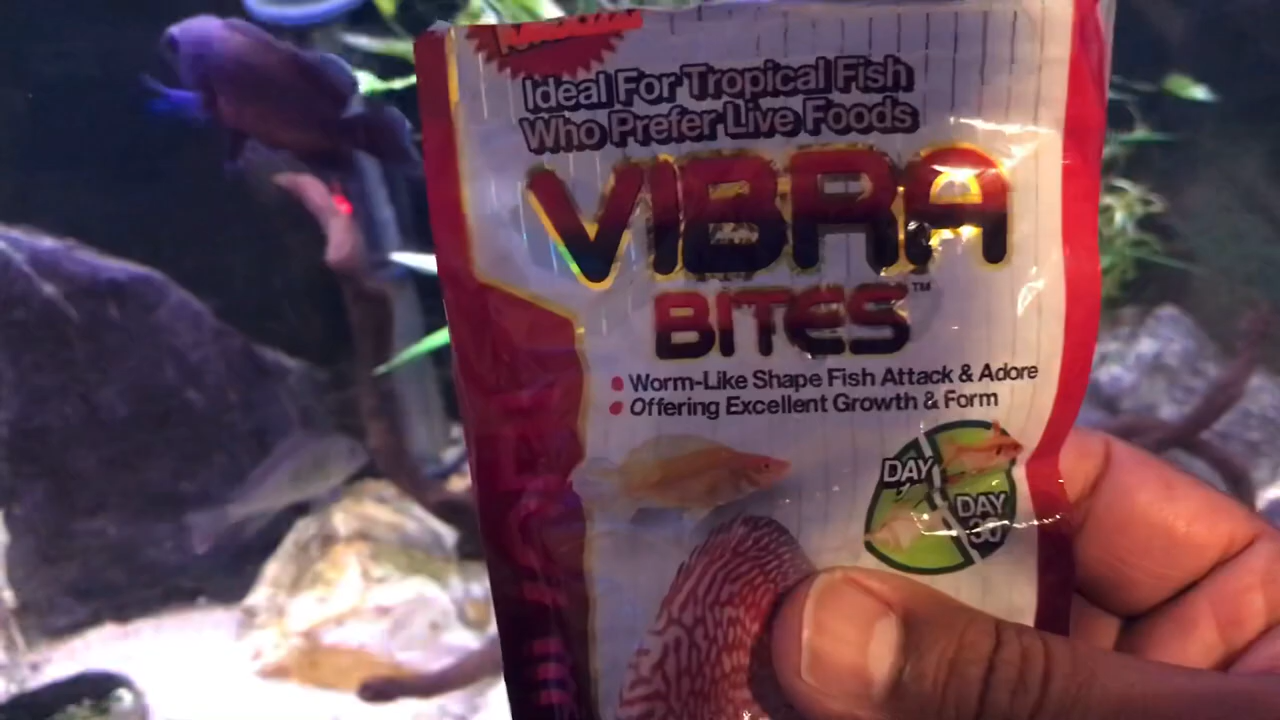 Ideal For Tropical Fish
Who Prefer Live Foods
VIBRA
BITES™
• Worm-Like Shape Fish Attack & Adore
• Offering Excellent Growth & Form
DAY
DAY
30